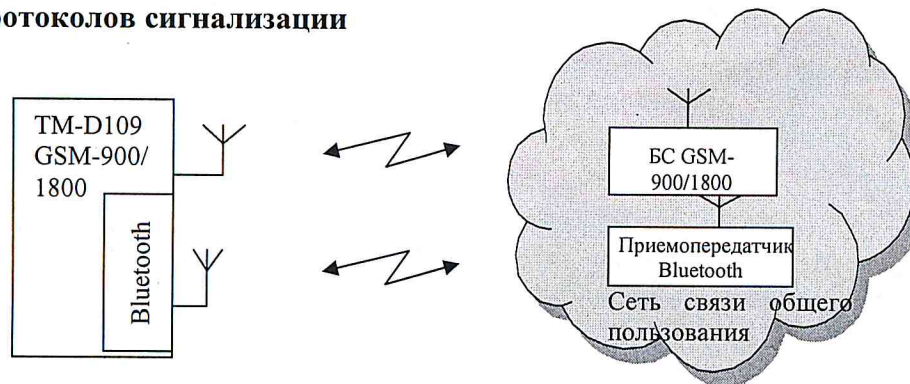 ротоколов сигнализации
TM-D109
GSM-900/
1800
Bluetooth
БС GSM-
900/1800
Приемопередатчик
Bluetooth
Сеть связи общего
пользования